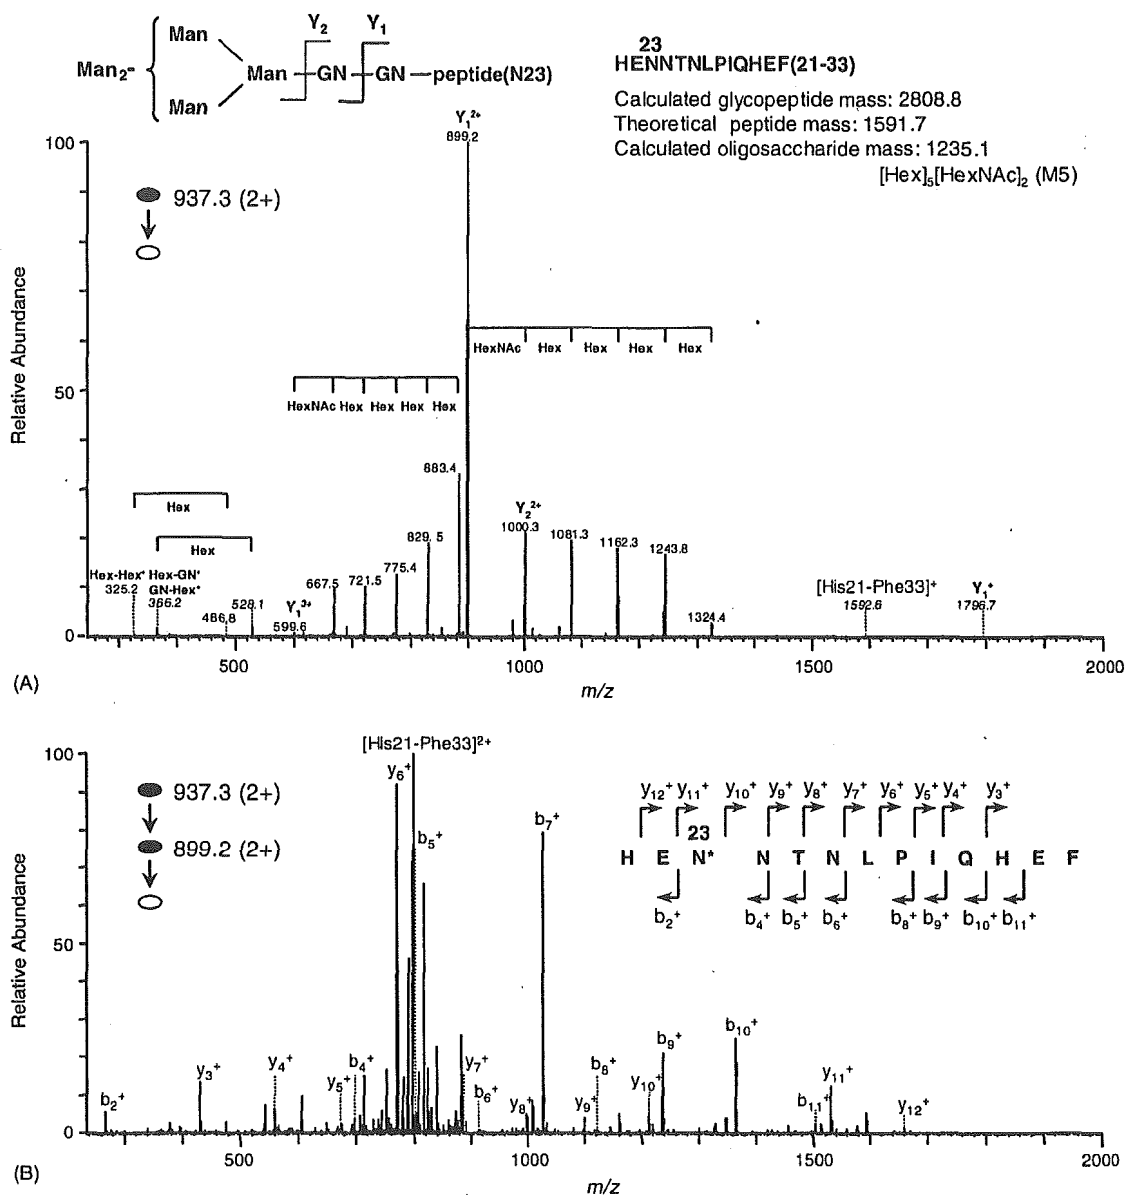 Y2 Y1
Man
Man2- Man GN GN peptide(N23)
Man
23
HENNTNLPIQHEF(21-33)
Calculated glycopeptide mass: 2808.8
Theoretical peptide mass: 1591.7
Calculated oligosaccharide mass: 1235.1
[Hex]5[HexNAc]2 (M5)
Y1 2+
899.2
937.3 (2+)
HexNAc Hex Hex Hex Hex
HexNAc Hex Hex Hex Hex
Hex
Hex
Hex-Hex+ Hex-GN+
GN-Hex+
325.2
366.2
486.8
528.1
Y1 3+
599.6
667.5
721.5
775.4
829.5
883.4
Y2 2+
1000.3
1081.3
1162.3
1243.8
1324.4
[His21-Phe33]+
1592.6
Y1+
1796.7
Relative Abundance
100
50
0
500 1000 1500 2000
m/z
(A)
[His21-Phe33]2+
937.3 (2+)
899.2 (2+)
y12+ y11+ y10+ y9+ y8+ y7+ y6+ y5+ y4+ y3+
23
H E N* N T N L P I Q H E F
b2+ b4+ b5+ b6+ b8+ b9+ b10+ b11+
b2+
y3+
y4+
y5+
b4+
y6+
b5+
y7+
b6+
y8+
b7+
y9+
b8+
y10+
b9+
b10+
b11+
y11+
y12+
Relative Abundance
100
50
0
500 1000 1500 2000
m/z
(B)